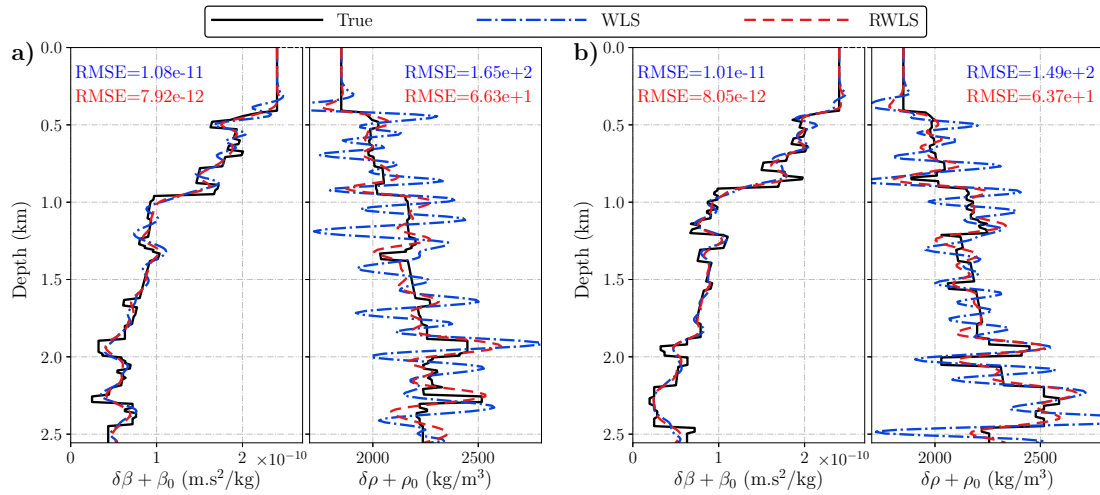 True WLS RWLS
a) b)
0.0 0.0
RMSE=1.08e-11 RMSE=1.65e+2 RMSE=1.01e-11 RMSE=1.49e+2
RMSE=7.92e-12 RMSE=6.63e+1 RMSE=8.05e-12 RMSE=6.37e+1
0.5 0.5
1.0 1.0
Depth (km) Depth (km)
1.5 1.5
2.0 2.0
2.5 2.5
0 1 2 ×10⁻¹⁰ 2000 2500 0 1 2 ×10⁻¹⁰ 2000 2500
δβ + β₀ (m.s²/kg) δρ + ρ₀ (kg/m³) δβ + β₀ (m.s²/kg) δρ + ρ₀ (kg/m³)